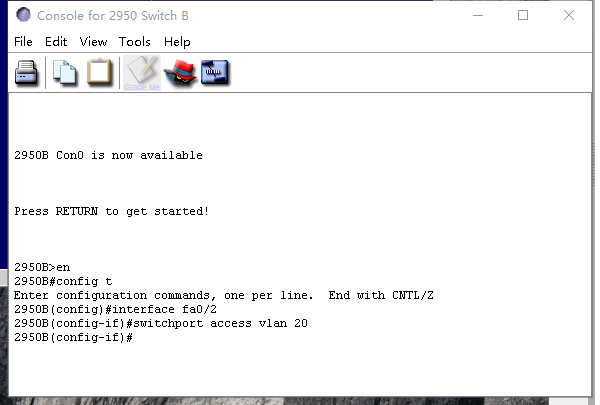 Console for 2950 Switch B
File Edit View Tools Help
Grade Me
2950B Con0 is now available
Press RETURN to get started!
2950B>en
2950B#config t
Enter configuration commands, one per line.  End with CNTL/Z
2950B(config)#interface fa0/2
2950B(config-if)#switchport access vlan 20
2950B(config-if)#